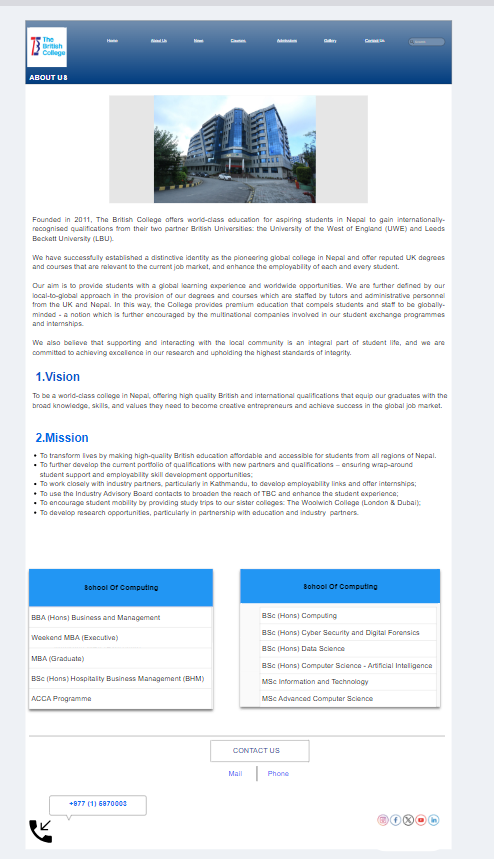 The
British
College
Home
About Us
News
Courses
Admissions
Gallery
Contact Us
ABOUT US
Founded in 2011, The British College offers world-class education for aspiring students in Nepal to gain internationally-
recognised qualifications from their two partner British Universities: the University of the West of England (UWE) and Leeds
Beckett University (LBU).
We have successfully established a distinctive identity as the pioneering global college in Nepal and offer reputed UK degrees
and courses that are relevant to the current job market, and enhance the employability of each and every student.
Our aim is to provide students with a global learning experience and worldwide opportunities. We are further defined by our
local-to-global approach in the provision of our degrees and courses which are staffed by tutors and administrative personnel
from the UK and Nepal. In this way, the College provides premium education that compels students and staff to be globally-
minded - a notion which is further encouraged by the multinational companies involved in our student exchange programmes
and internships.
We also believe that supporting and interacting with the local community is an integral part of student life, and we are
committed to achieving excellence in our research and upholding the highest standards of integrity.
1.Vision
To be a world-class college in Nepal, offering high quality British and international qualifications that equip our graduates with the
broad knowledge, skills, and values they need to become creative entrepreneurs and achieve success in the global job market.
2.Mission
• To transform lives by making high-quality British education affordable and accessible for students from all regions of Nepal.
• To further develop the current portfolio of qualifications with new partners and qualifications – ensuring wrap-around
student support and employability skill development opportunities;
• To work closely with industry partners, particularly in Kathmandu, to develop employability links and offer internships;
• To use the Industry Advisory Board contacts to broaden the reach of TBC and enhance the student experience;
• To encourage student mobility by providing study trips to our sister colleges: The Woolwich College (London & Dubai);
• To develop research opportunities, particularly in partnership with education and industry partners.
School Of Computing
BBA (Hons) Business and Management
Weekend MBA (Executive)
MBA (Graduate)
BSc (Hons) Hospitality Business Management (BHM)
ACCA Programme
School Of Computing
BSc (Hons) Computing
BSc (Hons) Cyber Security and Digital Forensics
BSc (Hons) Data Science
BSc (Hons) Computer Science - Artificial Intelligence
MSc Information and Technology
MSc Advanced Computer Science
CONTACT US
Mail
Phone
+977 (1) 5970003